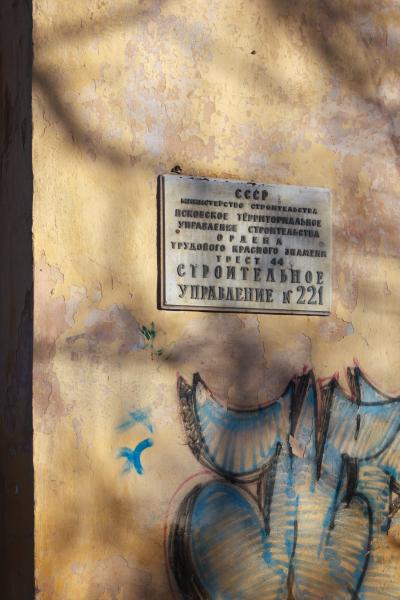 СССР
МИНИСТЕРСТВО СТРОИТЕЛЬСТВА
ПСКОВСКОЕ ТЕРРИТОРИАЛЬНОЕ
УПРАВЛЕНИЕ СТРОИТЕЛЬСТВА
ОРДЕНА
ТРУДОВОГО КРАСНОГО ЗНАМЕНИ
ТРЕСТ 44
СТРОИТЕЛЬНОЕ
УПРАВЛЕНИЕ № 221